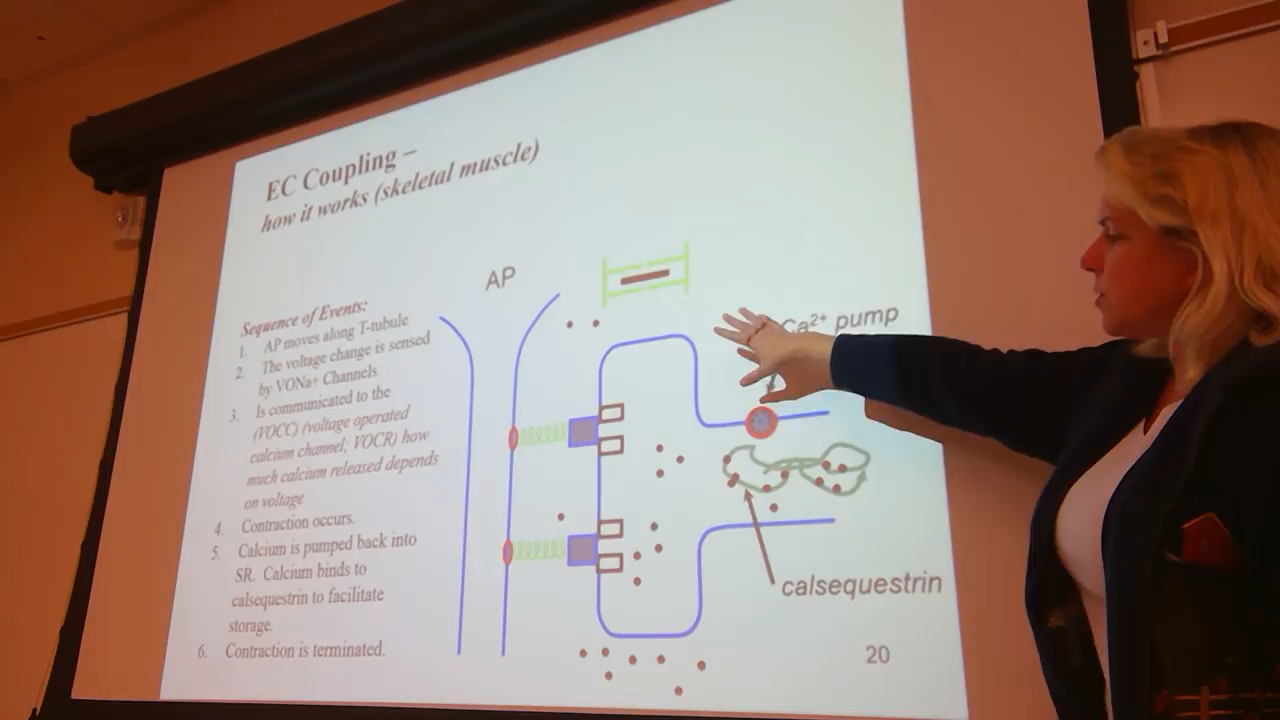 EC Coupling –
how it works (skeletal muscle)
AP
Ca²⁺ pump
Sequence of Events:
1. AP moves along T-tubule
2. The voltage change is sensed
by VONa+ Channels
3. Is communicated to the
(VOCC) (voltage operated
calcium channel; VOCR) how
much calcium released depends
on voltage
4. Contraction occurs.
5. Calcium is pumped back into
SR. Calcium binds to
calsequestrin to facilitate
storage.
6. Contraction is terminated.
calsequestrin
20